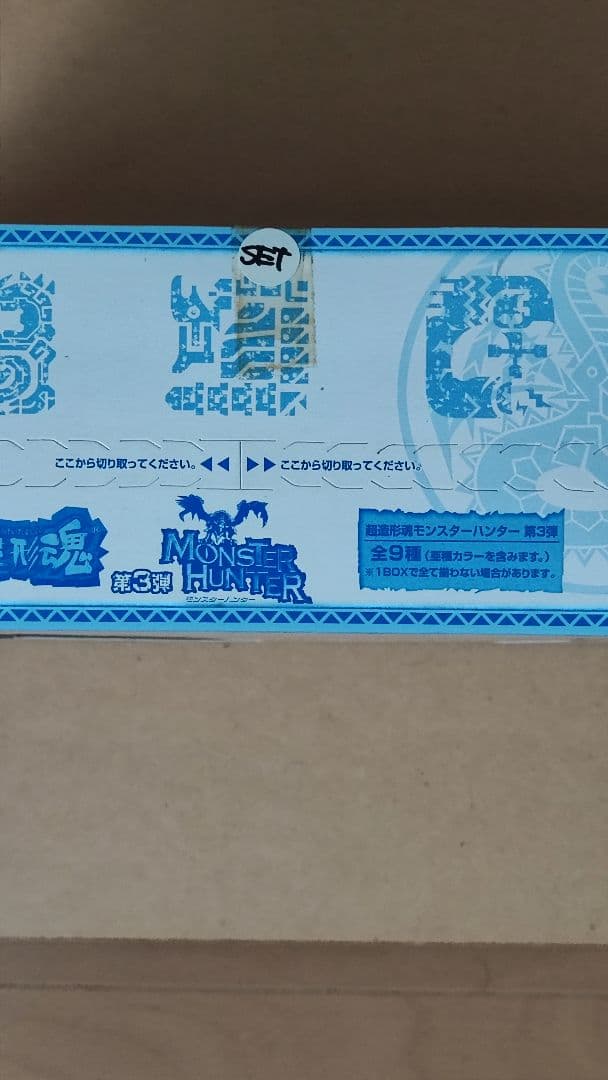 SET
ここから切り取ってください。◀◀ ▶▶ここから切り取ってください。
形魂
第3弾
MONSTER HUNTER
モンスターハンター
超造形魂モンスターハンター 第3弾
全9種(亜種カラーを含みます。)
※1BOXで全て揃わない場合があります。